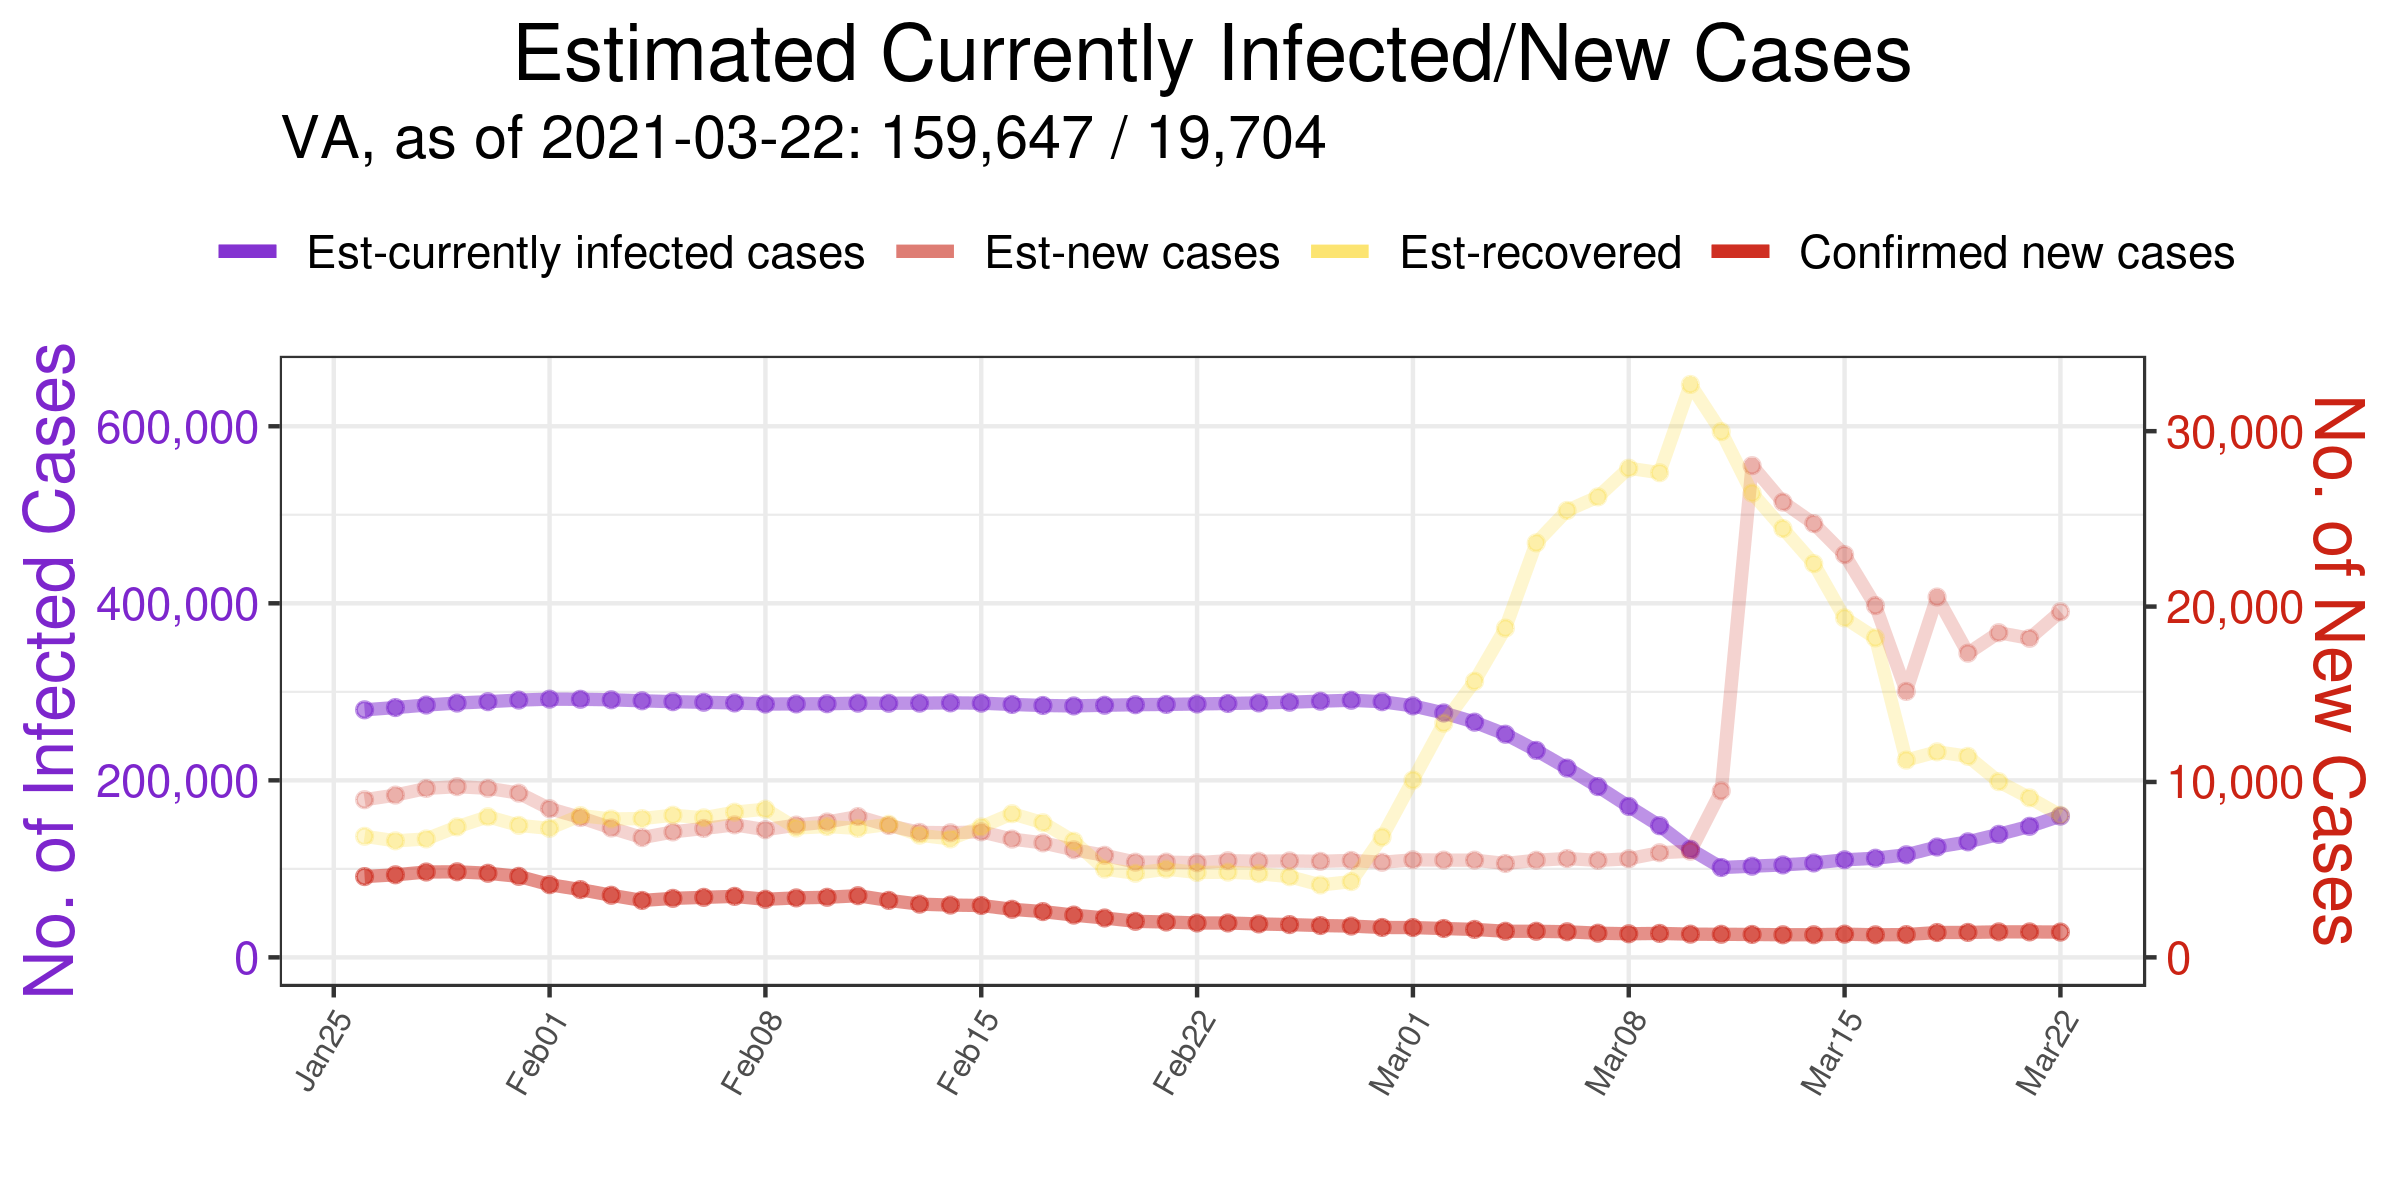 Estimated Currently Infected/New Cases
VA, as of 2021-03-22: 159,647 / 19,704
Est-currently infected cases
Est-new cases
Est-recovered
Confirmed new cases
No. of Infected Cases
600,000
400,000
200,000
0
30,000
20,000
10,000
0
No. of New Cases
Jan25
Feb01
Feb08
Feb15
Feb22
Mar01
Mar08
Mar15
Mar22